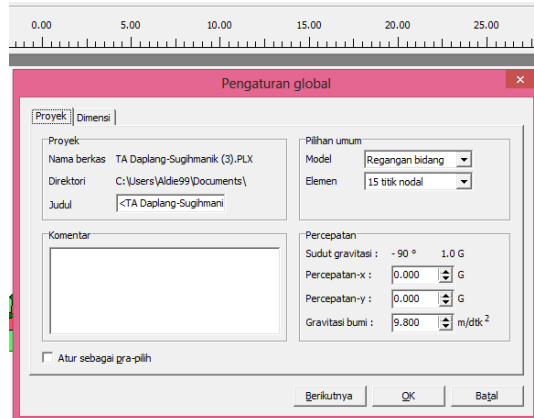 0.00 5.00 10.00 15.00 20.00 25.00
Pengaturan global
Proyek Dimensi
Proyek
Nama berkas TA Daplang-Sugihmanik (3).PLX
Direktori C:\Users\Aldie99\Documents\
Judul <TA Daplang-Sugihmani
Pilihan umum
Model Regangan bidang
Elemen 15 titik nodal
Komentar
Percepatan
Sudut gravitasi : - 90 ° 1.0 G
Percepatan-x : 0.000 G
Percepatan-y : 0.000 G
Gravitasi bumi : 9.800 m/dtk 2
Atur sebagai pra-pilih
Berikutnya OK Batal